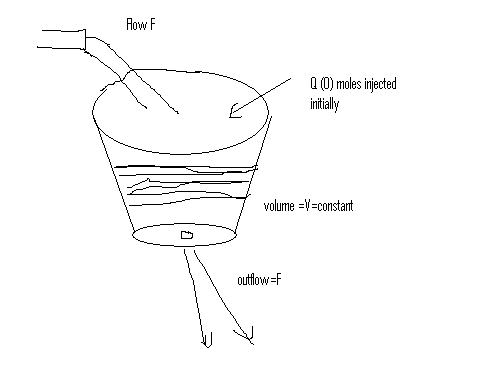 flow F
Q (0) moles injected
initially
volume =V=constant
outflow=F